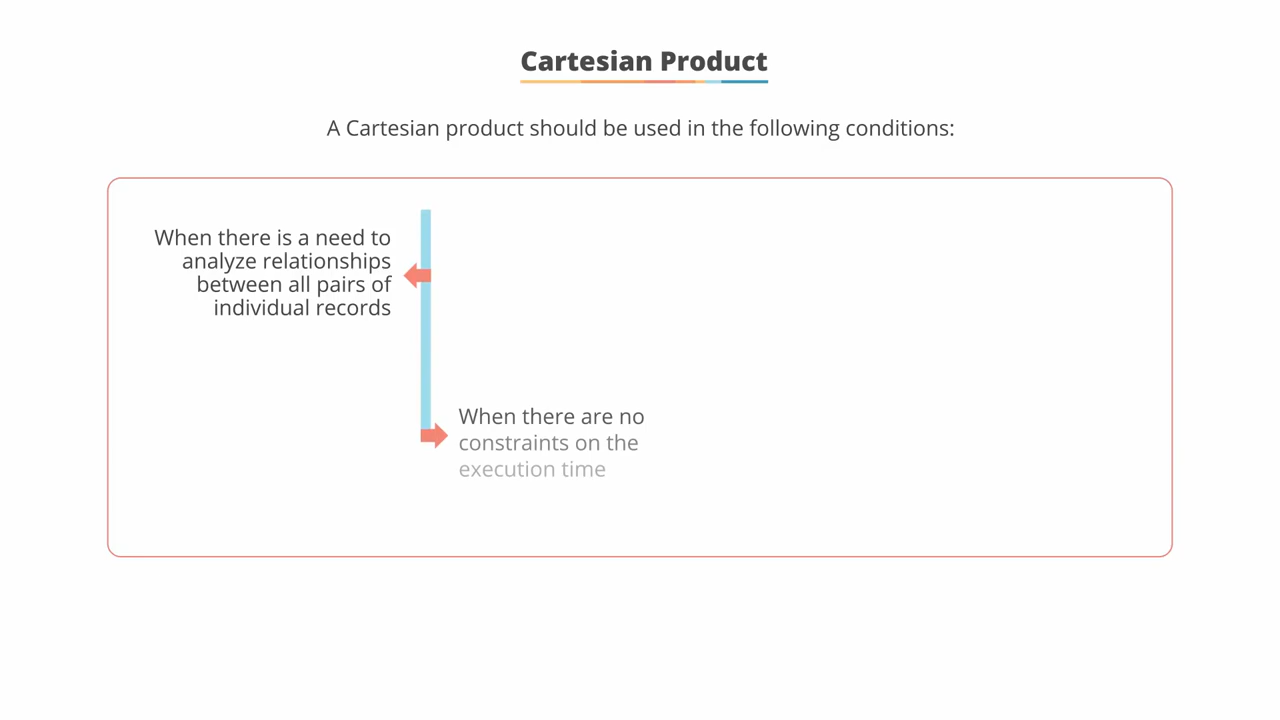 Cartesian Product
A Cartesian product should be used in the following conditions:
When there is a need to
analyze relationships
between all pairs of
individual records
When there are no
constraints on the
execution time